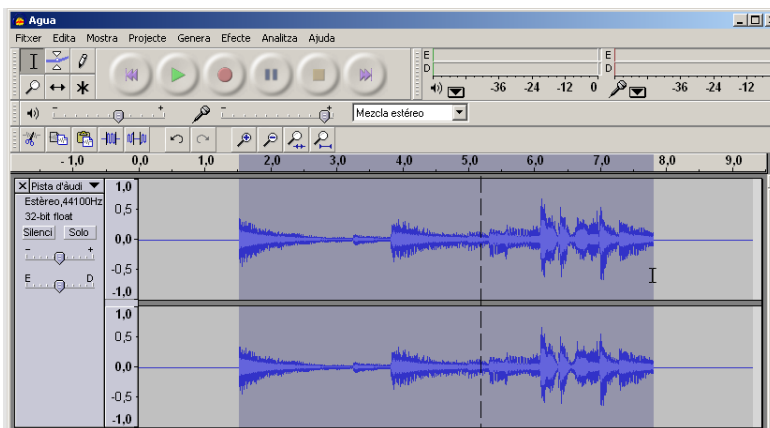 Agua
Fitxer Edita Mostra Projecte Genera Efecte Analitza Ajuda
E
D
-36 -24 -12 0
E
D
-36 -24 -12
- + - +
Mezcla estéreo
- 1,0 0,0 1,0 2,0 3,0 4,0 5,0 6,0 7,0 8,0 9,0
X Pista d'àudi
Estèreo,44100Hz
32-bit float
Silenci Solo
- +
E D
1,0
0,5
0,0
-0,5
-1,0
1,0
0,5
0,0
-0,5
-1,0